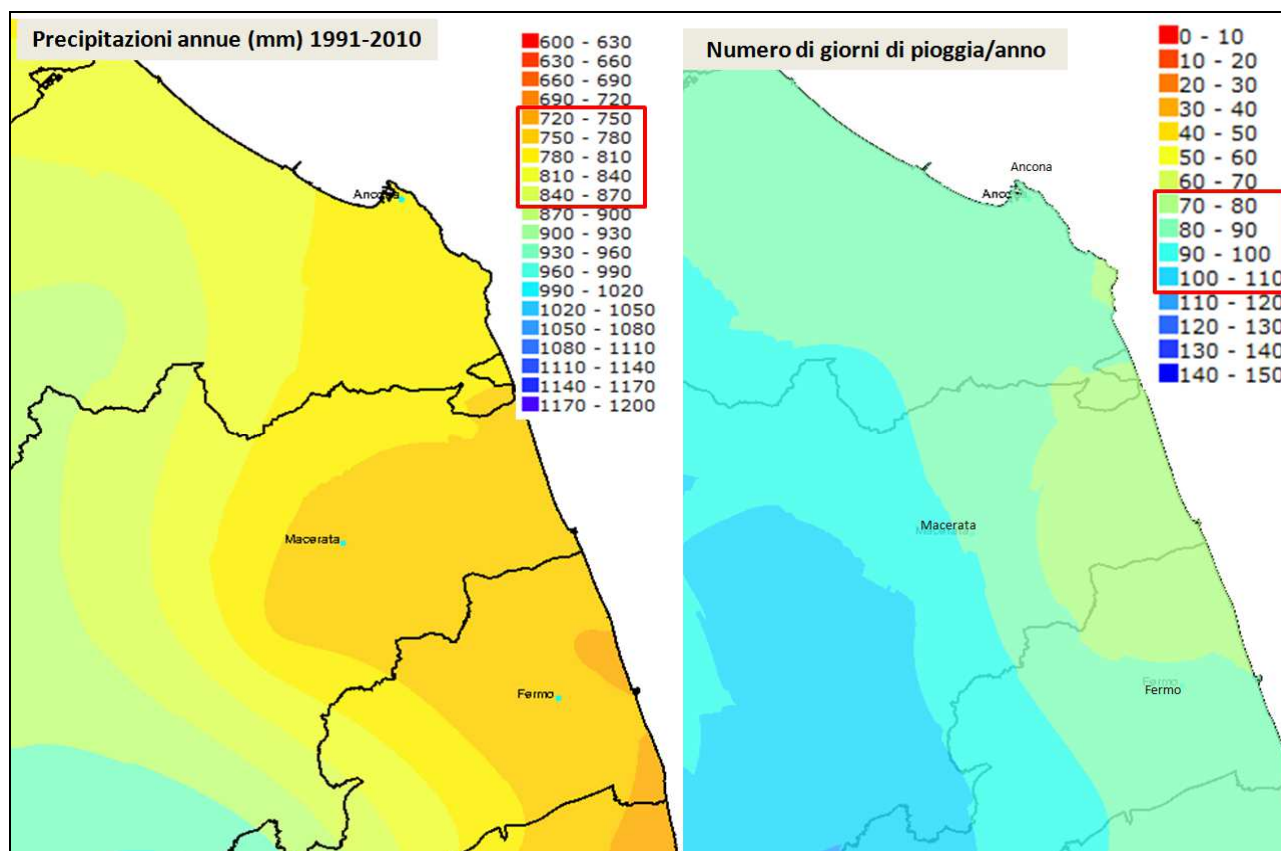 Precipitazioni annue (mm) 1991-2010
600 - 630
630 - 660
660 - 690
690 - 720
720 - 750
750 - 780
780 - 810
810 - 840
840 - 870
870 - 900
900 - 930
930 - 960
960 - 990
990 - 1020
1020 - 1050
1050 - 1080
1080 - 1110
1110 - 1140
1140 - 1170
1170 - 1200
Ancona
Macerata
Fermo
Numero di giorni di pioggia/anno
0 - 10
10 - 20
20 - 30
30 - 40
40 - 50
50 - 60
60 - 70
70 - 80
80 - 90
90 - 100
100 - 110
110 - 120
120 - 130
130 - 140
140 - 150
Ancona
Ancona
Macerata
Macerata
Fermo
Fermo